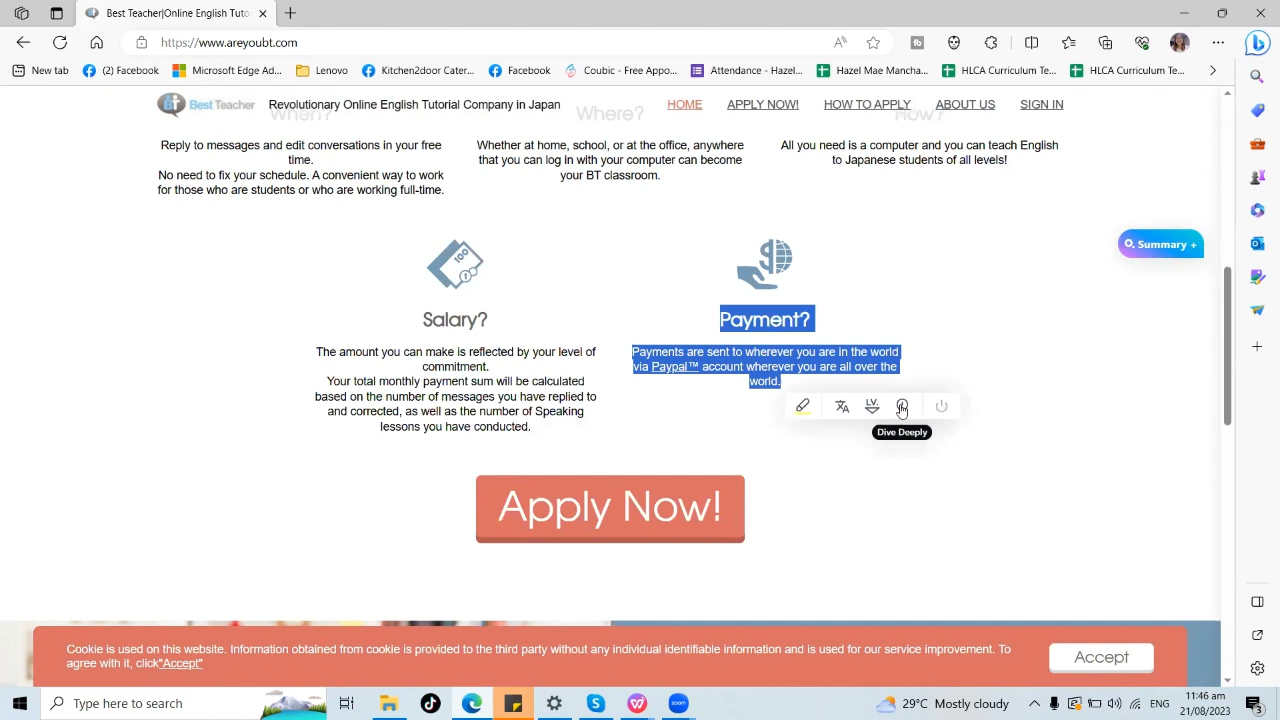 Best Teacher|Online English Tuto
https://www.areyoubt.com
New tab
(2) Facebook
Microsoft Edge Ad...
Lenovo
Kitchen2door Cater...
Facebook
Coubic - Free Appo...
Attendance - Hazel...
Hazel Mae Mancha...
HLCA Curriculum Te...
HLCA Curriculum Te...
BT Best Teacher
Revolutionary Online English Tutorial Company in Japan
HOME
APPLY NOW!
HOW TO APPLY
ABOUT US
SIGN IN
When?
Where?
How?
Reply to messages and edit conversations in your free
time.
No need to fix your schedule. A convenient way to work
for those who are students or who are working full-time.
Whether at home, school, or at the office, anywhere
that you can log in with your computer can become
your BT classroom.
All you need is a computer and you can teach English
to Japanese students of all levels!
Summary +
100
1
Salary?
The amount you can make is reflected by your level of
commitment.
Your total monthly payment sum will be calculated
based on the number of messages you have replied to
and corrected, as well as the number of Speaking
lessons you have conducted.
$
Payment?
Payments are sent to wherever you are in the world
via Paypal™ account wherever you are all over the
world.
LV.
Dive Deeply
Apply Now!
Cookie is used on this website. Information obtained from cookie is provided to the third party without any individual identifiable information and is used for our service improvement. To
agree with it, click"Accept"
Accept
Type here to search
zoom
29°C Mostly cloudy
ENG
11:46 am
21/08/2023
3